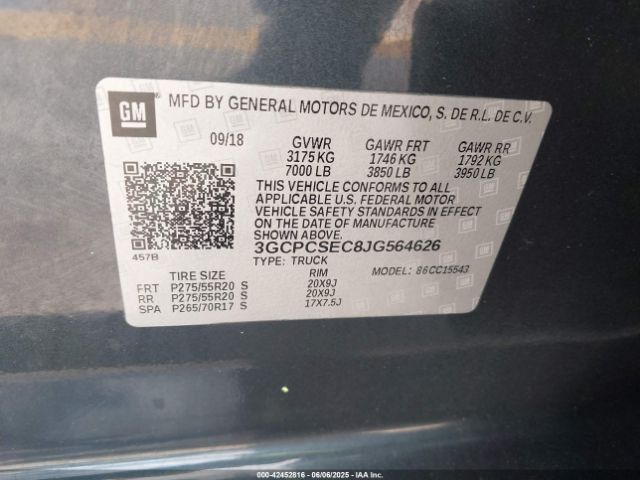 GM ®
MFD BY GENERAL MOTORS DE MEXICO, S. DE R.L. DE C.V.
09/18 GVWR GAWR FRT GAWR RR
3175 KG 1746 KG 1792 KG
7000 LB 3850 LB 3950 LB
THIS VEHICLE CONFORMS TO ALL
APPLICABLE U.S. FEDERAL MOTOR
VEHICLE SAFETY STANDARDS IN EFFECT
ON THE DATE OF MANUFACTURE
SHOWN ABOVE.
3GCPCSEC8JG564626
457B TYPE: TRUCK MODEL: 86CC15543
TIRE SIZE RIM
FRT P275/55R20 S 20X9J
RR P275/55R20 S 20X9J
SPA P265/70R17 S 17X7.5J
000-42452816 - 06/06/2025 - IAAI.com